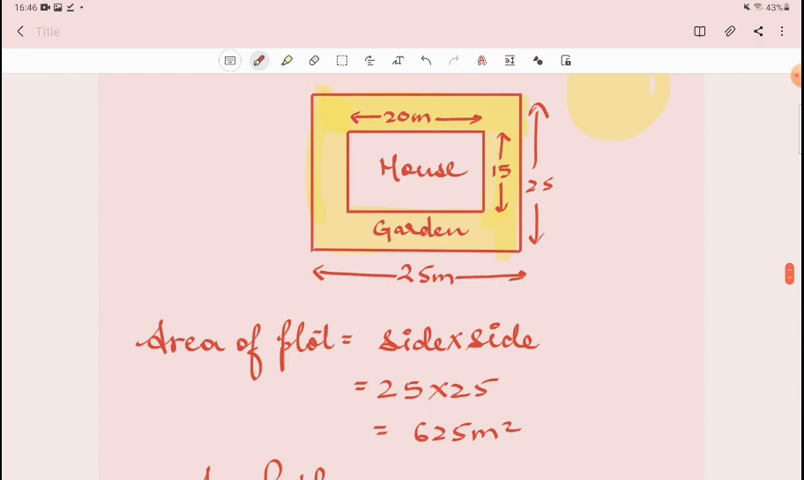 16:46
43%
Title
20m
House
15
25
Garden
25m
Area of plot = side×side
= 25×25
= 625m²